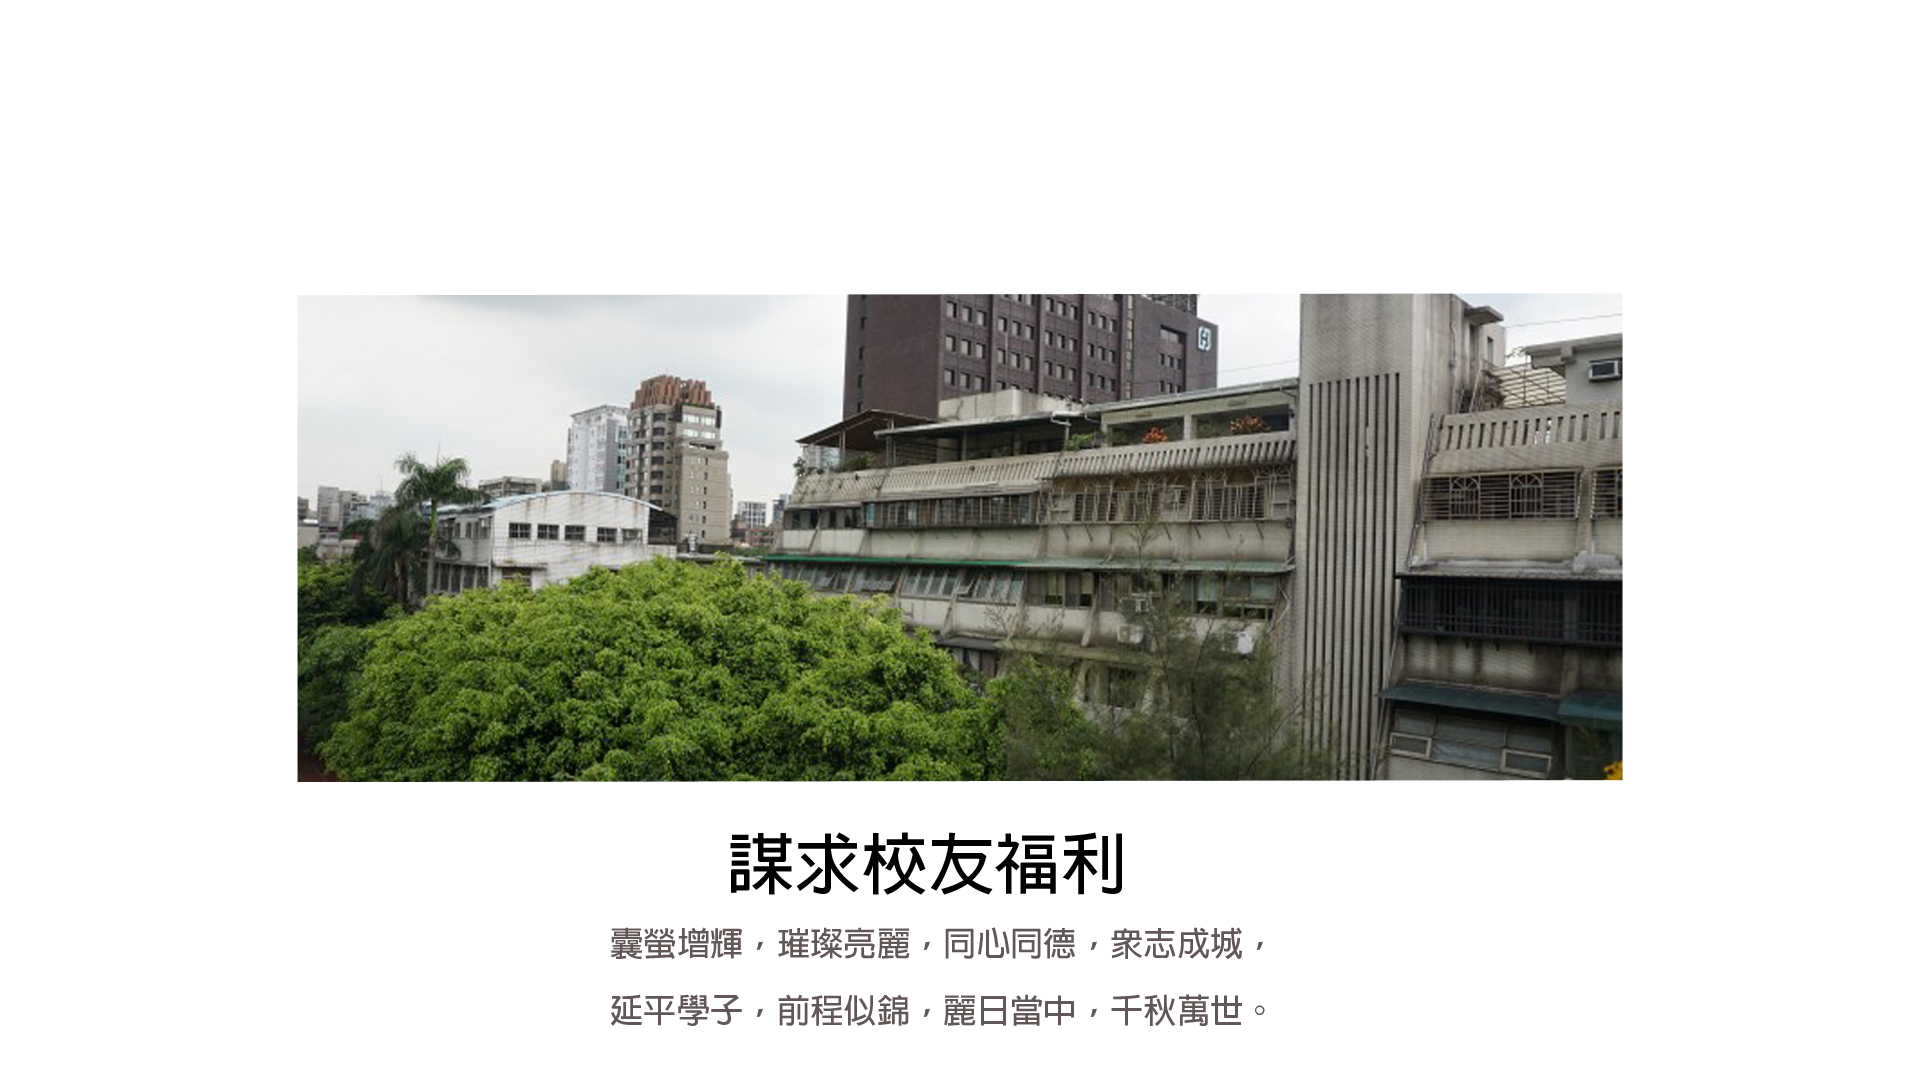 謀求校友福利
囊螢增輝，璀璨亮麗，同心同德，衆志成城，
延平學子，前程似錦，麗日當中，千秋萬世。